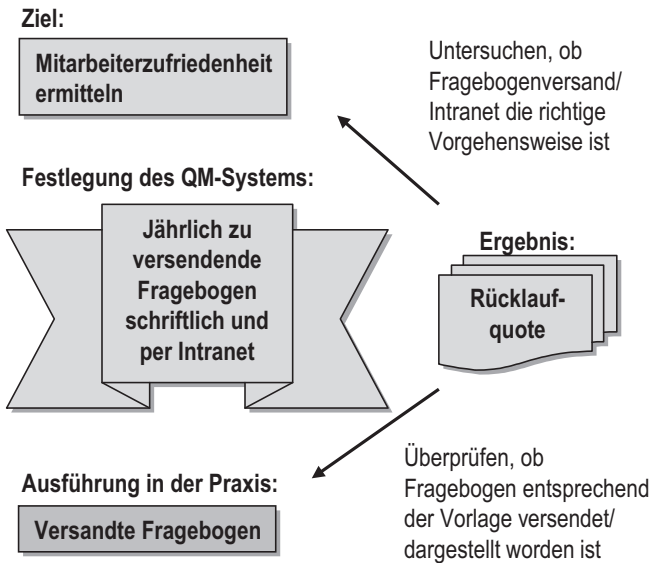 Ziel:
Mitarbeiterzufriedenheit
ermitteln
Untersuchen, ob
Fragebogenversand/
Intranet die richtige
Vorgehensweise ist
Festlegung des QM-Systems:
Jährlich zu
versendende
Fragebogen
schriftlich und
per Intranet
Ergebnis:
Rücklauf-
quote
Ausführung in der Praxis:
Versandte Fragebogen
Überprüfen, ob
Fragebogen entsprechend
der Vorlage versendet/
dargestellt worden ist